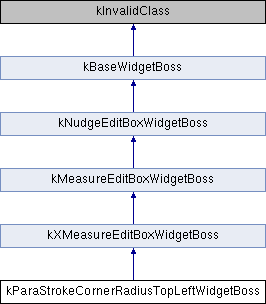 kInvalidClass
kBaseWidgetBoss
kNudgeEditBoxWidgetBoss
kMeasureEditBoxWidgetBoss
kXMeasureEditBoxWidgetBoss
kParaStrokeCornerRadiusTopLeftWidgetBoss